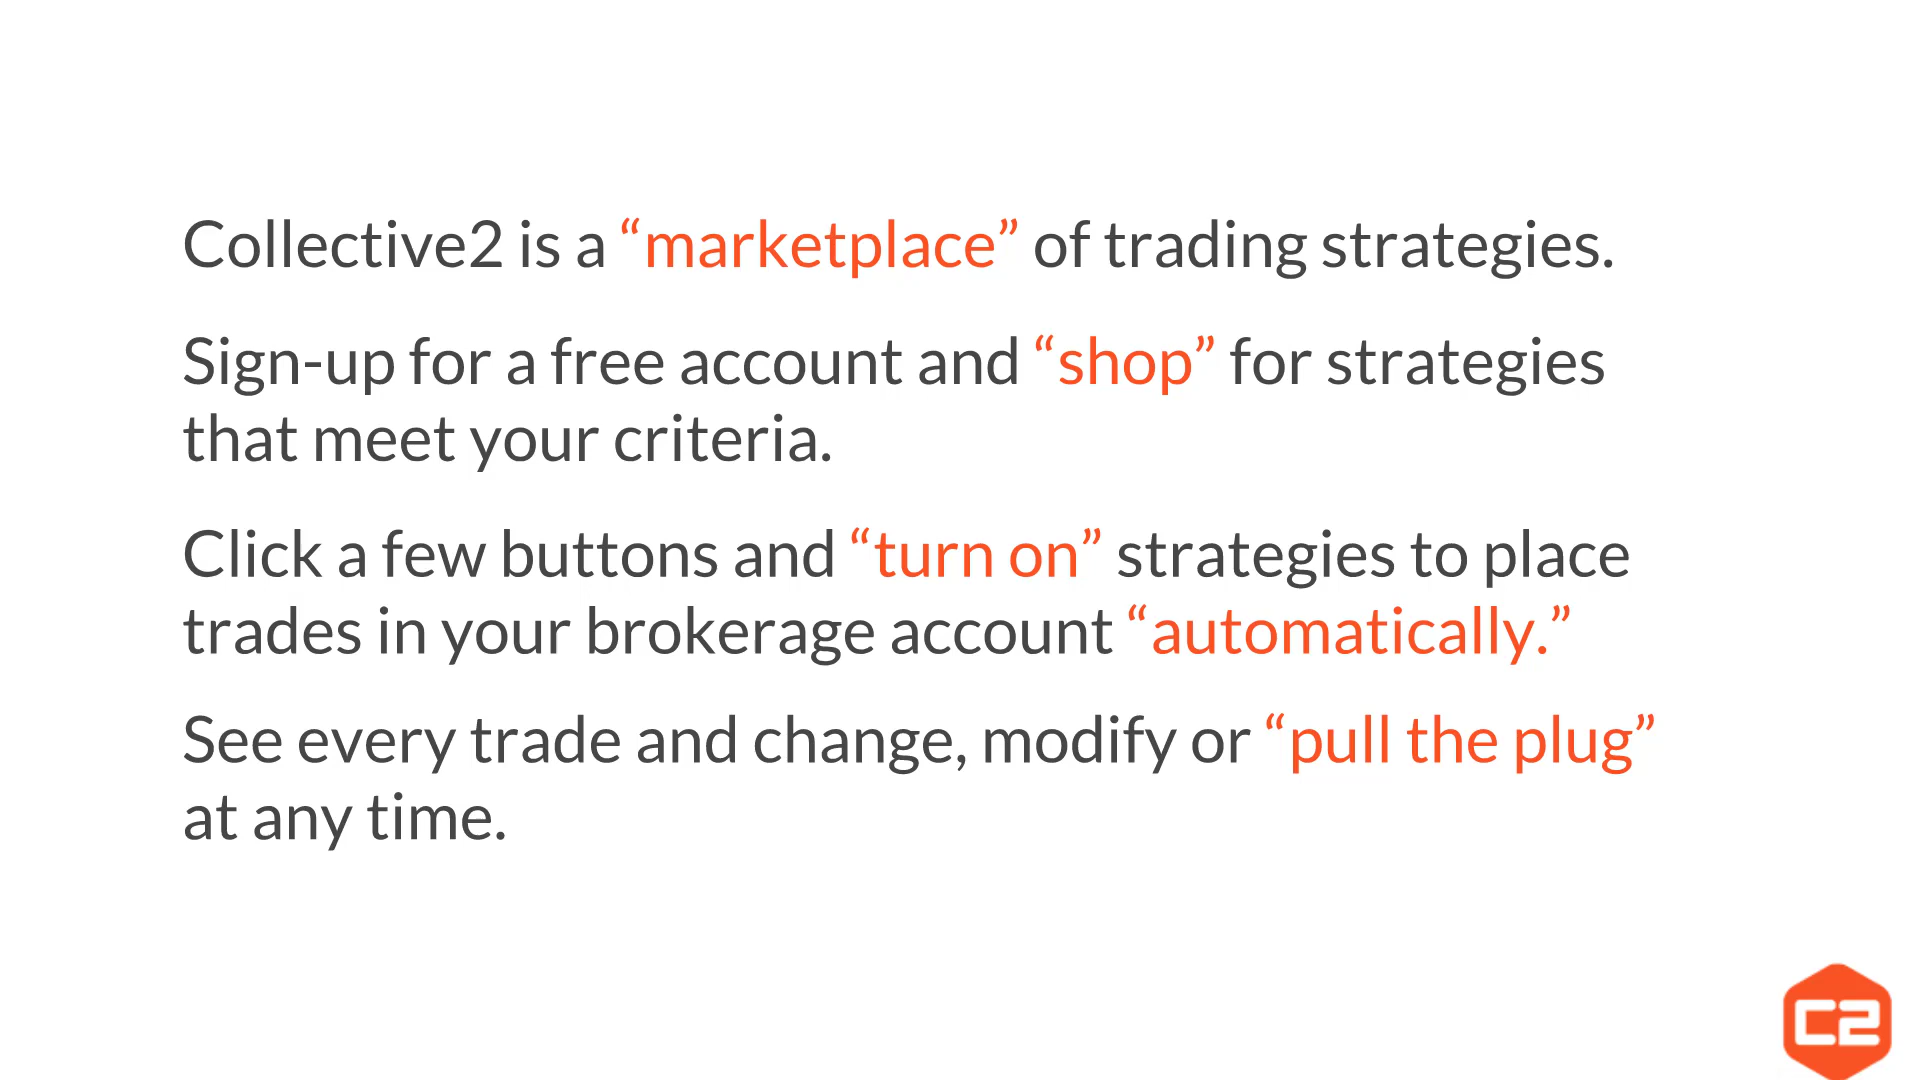 Collective2 is a “marketplace” of trading strategies.
Sign-up for a free account and “shop” for strategies
that meet your criteria.
Click a few buttons and “turn on” strategies to place
trades in your brokerage account “automatically.”
See every trade and change, modify or “pull the plug”
at any time.
C2